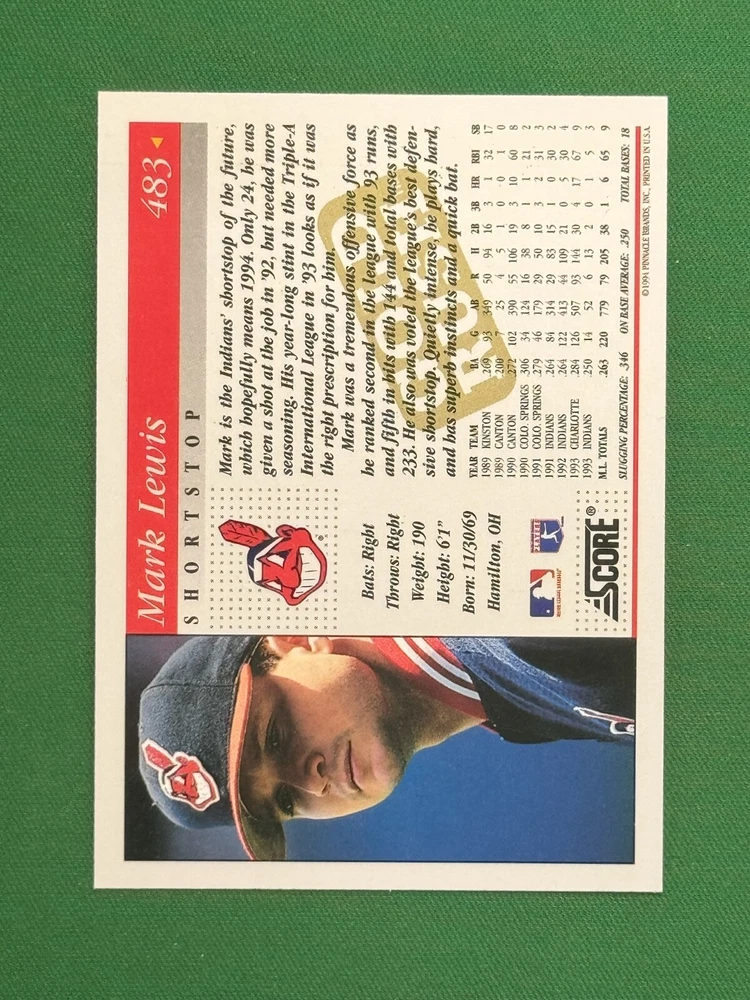 Mark Lewis 483
SHORTSTOP
Mark is the Indians' shortstop of the future,
which hopefully means 1994. Only 24, he was
given a shot at the job in '92, but needed more
seasoning. His year-long stint in the Triple-A
International League in '93 looks as if it was
the right prescription for him.
Mark was a tremendous offensive force as
he ranked second in the league with 93 runs,
and fifth in hits with 144 and total bases with
233. He also was voted the league's best defen-
sive shortstop. Quietly intense, he plays hard,
and has superb instincts and a quick bat.
Bats: Right
Throws: Right
Weight: 190
Height: 6'1"
Born: 11/30/69
Hamilton, OH
YEAR TEAM BA G AB R H 2B 3B HR RBI SB
1989 KINSTON .269 93 349 50 94 16 3 1 32 17
1989 CANTON .200 7 25 4 5 1 0 0 1 0
1990 CANTON .272 102 390 55 106 19 3 10 60 8
1990 COLO. SPRINGS .306 34 124 16 38 8 1 1 21 2
1991 COLO. SPRINGS .279 46 179 29 50 10 3 2 31 3
1991 INDIANS .264 84 314 29 83 15 1 0 30 2
1992 INDIANS .264 122 413 44 109 21 0 5 30 4
1993 CHARLOTTE .284 126 507 93 144 30 4 17 67 9
1993 INDIANS .250 14 52 6 13 2 0 1 5 3
M.L. TOTALS .263 220 779 79 205 38 1 6 65 9
SLUGGING PERCENTAGE: .346 ON BASE AVERAGE: .250 TOTAL BASES: 18
SCORE®
©1994 PINNACLE BRANDS, INC., PRINTED IN U.S.A.